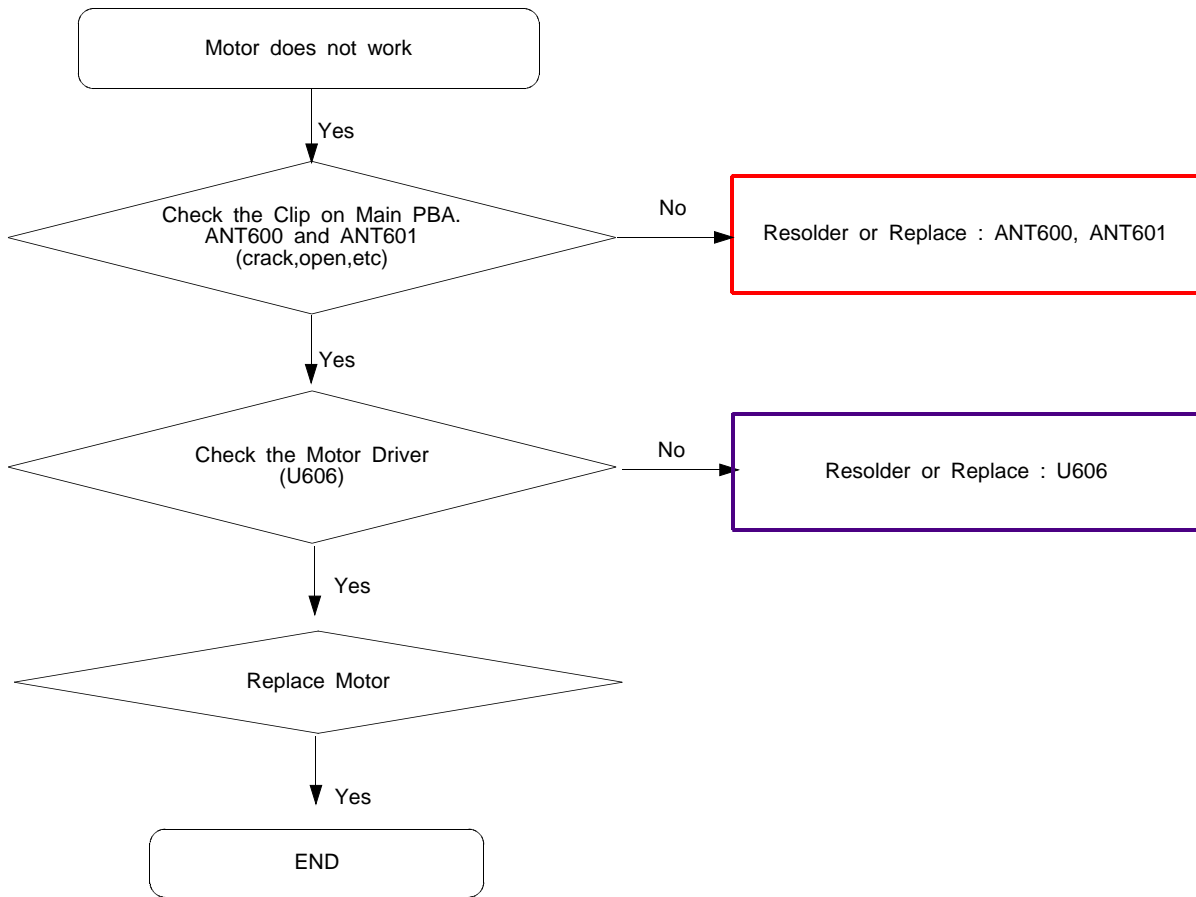 Motor does not work
Yes
Check the Clip on Main PBA.
ANT600 and ANT601
(crack,open,etc)
No
Resolder or Replace : ANT600, ANT601
Yes
Check the Motor Driver
(U606)
No
Resolder or Replace : U606
Yes
Replace Motor
Yes
END